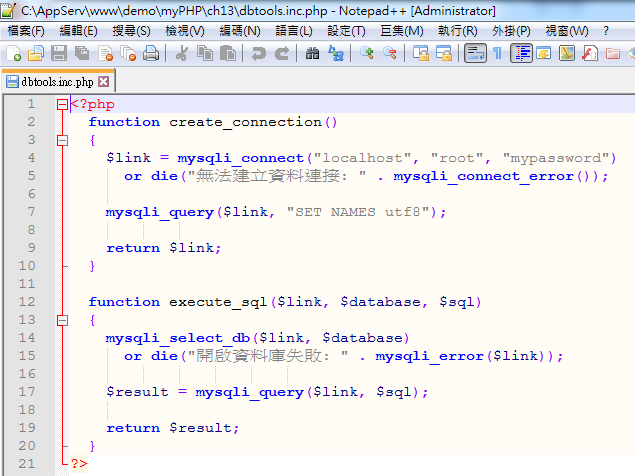 C:\AppServ\www\demo\myPHP\ch13\dbtools.inc.php - Notepad++ [Administrator]
檔案(F) 編輯(E) 搜尋(S) 檢視(V) 編碼(N) 語言(L) 設定(T) 巨集(M) 執行(R) 外掛(P) 視窗(W) ?
dbtools.inc.php
1 <?php
2 function create_connection()
3 {
4 $link = mysqli_connect("localhost", "root", "mypassword")
5 or die("無法建立資料連接: " . mysqli_connect_error());
6
7 mysqli_query($link, "SET NAMES utf8");
8
9 return $link;
10 }
11
12 function execute_sql($link, $database, $sql)
13 {
14 mysqli_select_db($link, $database)
15 or die("開啟資料庫失敗: " . mysqli_error($link));
16
17 $result = mysqli_query($link, $sql);
18
19 return $result;
20 }
21 ?>